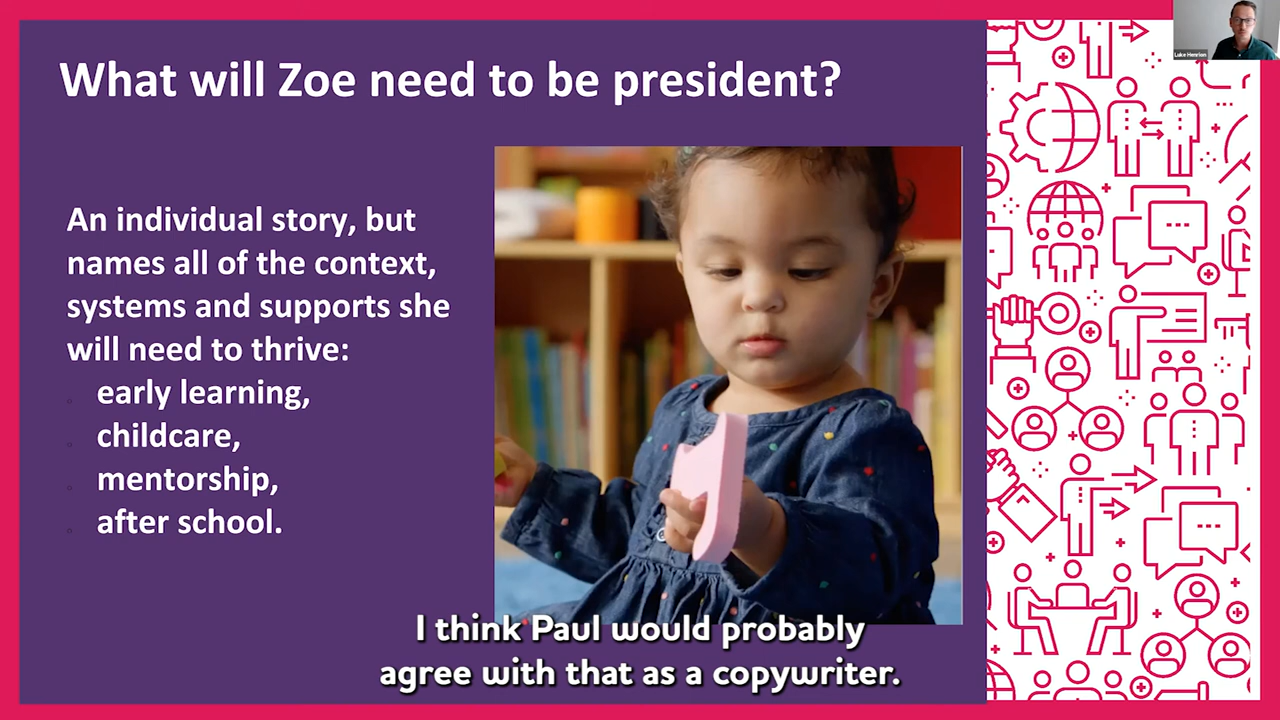 What will Zoe need to be president?
An individual story, but
names all of the context,
systems and supports she
will need to thrive:
early learning,
childcare,
mentorship,
after school.
I think Paul would probably
agree with that as a copywriter.
Luke Henrion